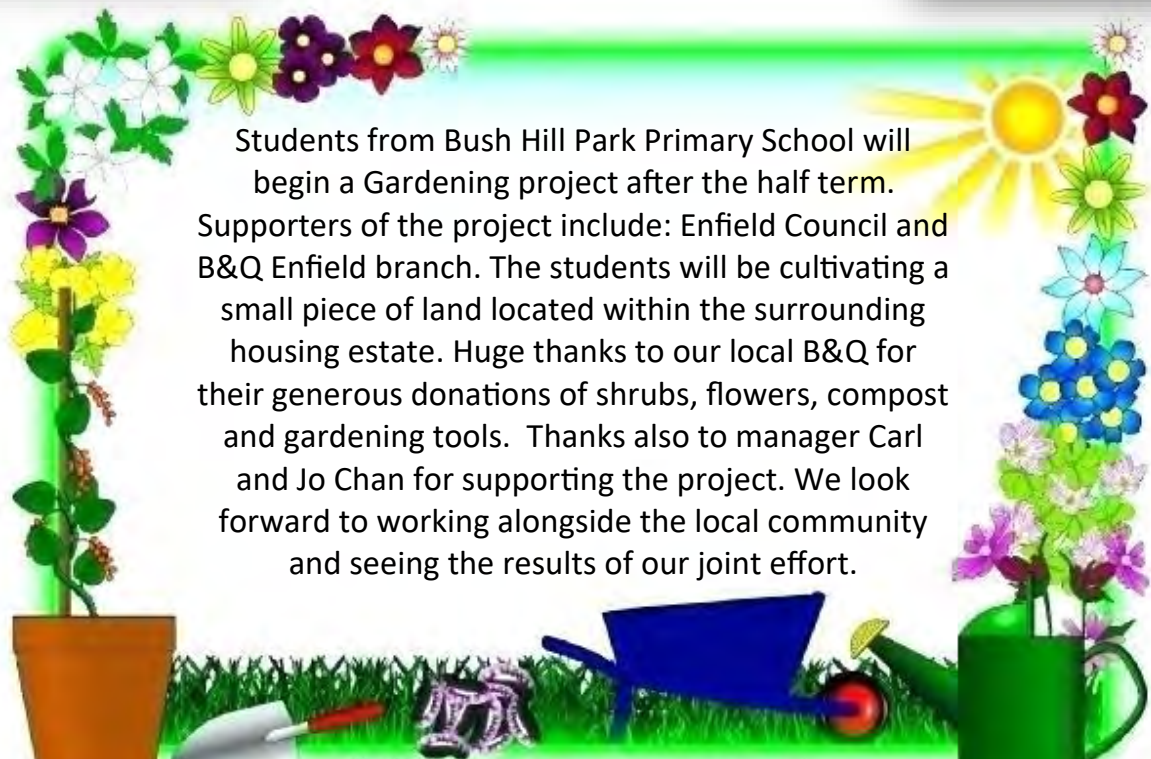 Students from Bush Hill Park Primary School will
begin a Gardening project after the half term.
Supporters of the project include: Enfield Council and
B&Q Enfield branch. The students will be cultivating a
small piece of land located within the surrounding
housing estate. Huge thanks to our local B&Q for
their generous donations of shrubs, flowers, compost
and gardening tools.  Thanks also to manager Carl
and Jo Chan for supporting the project. We look
forward to working alongside the local community
and seeing the results of our joint effort.